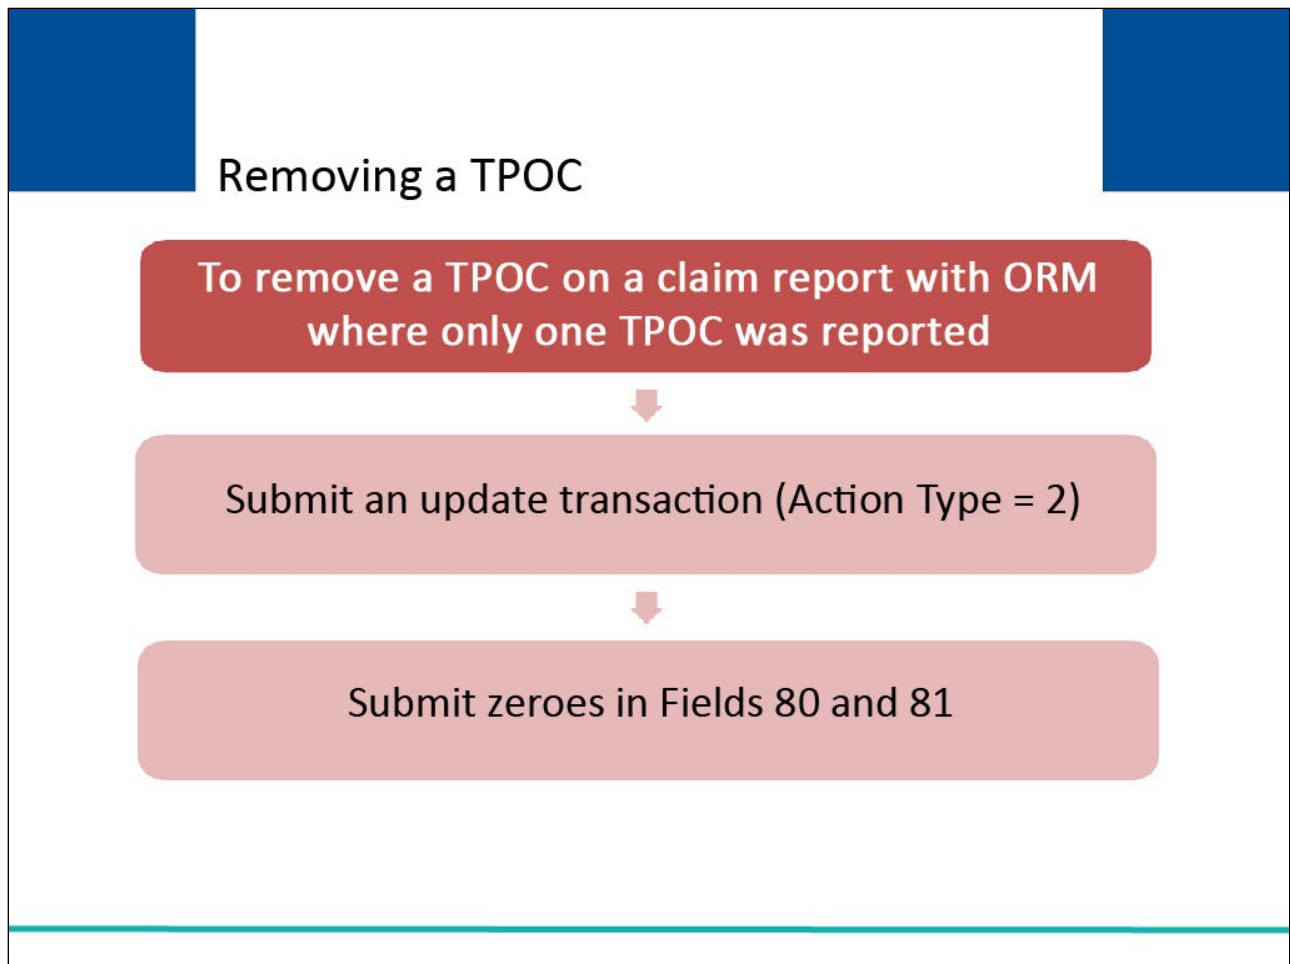 Removing a TPOC
To remove a TPOC on a claim report with ORM
where only one TPOC was reported
Submit an update transaction (Action Type = 2)
Submit zeroes in Fields 80 and 81